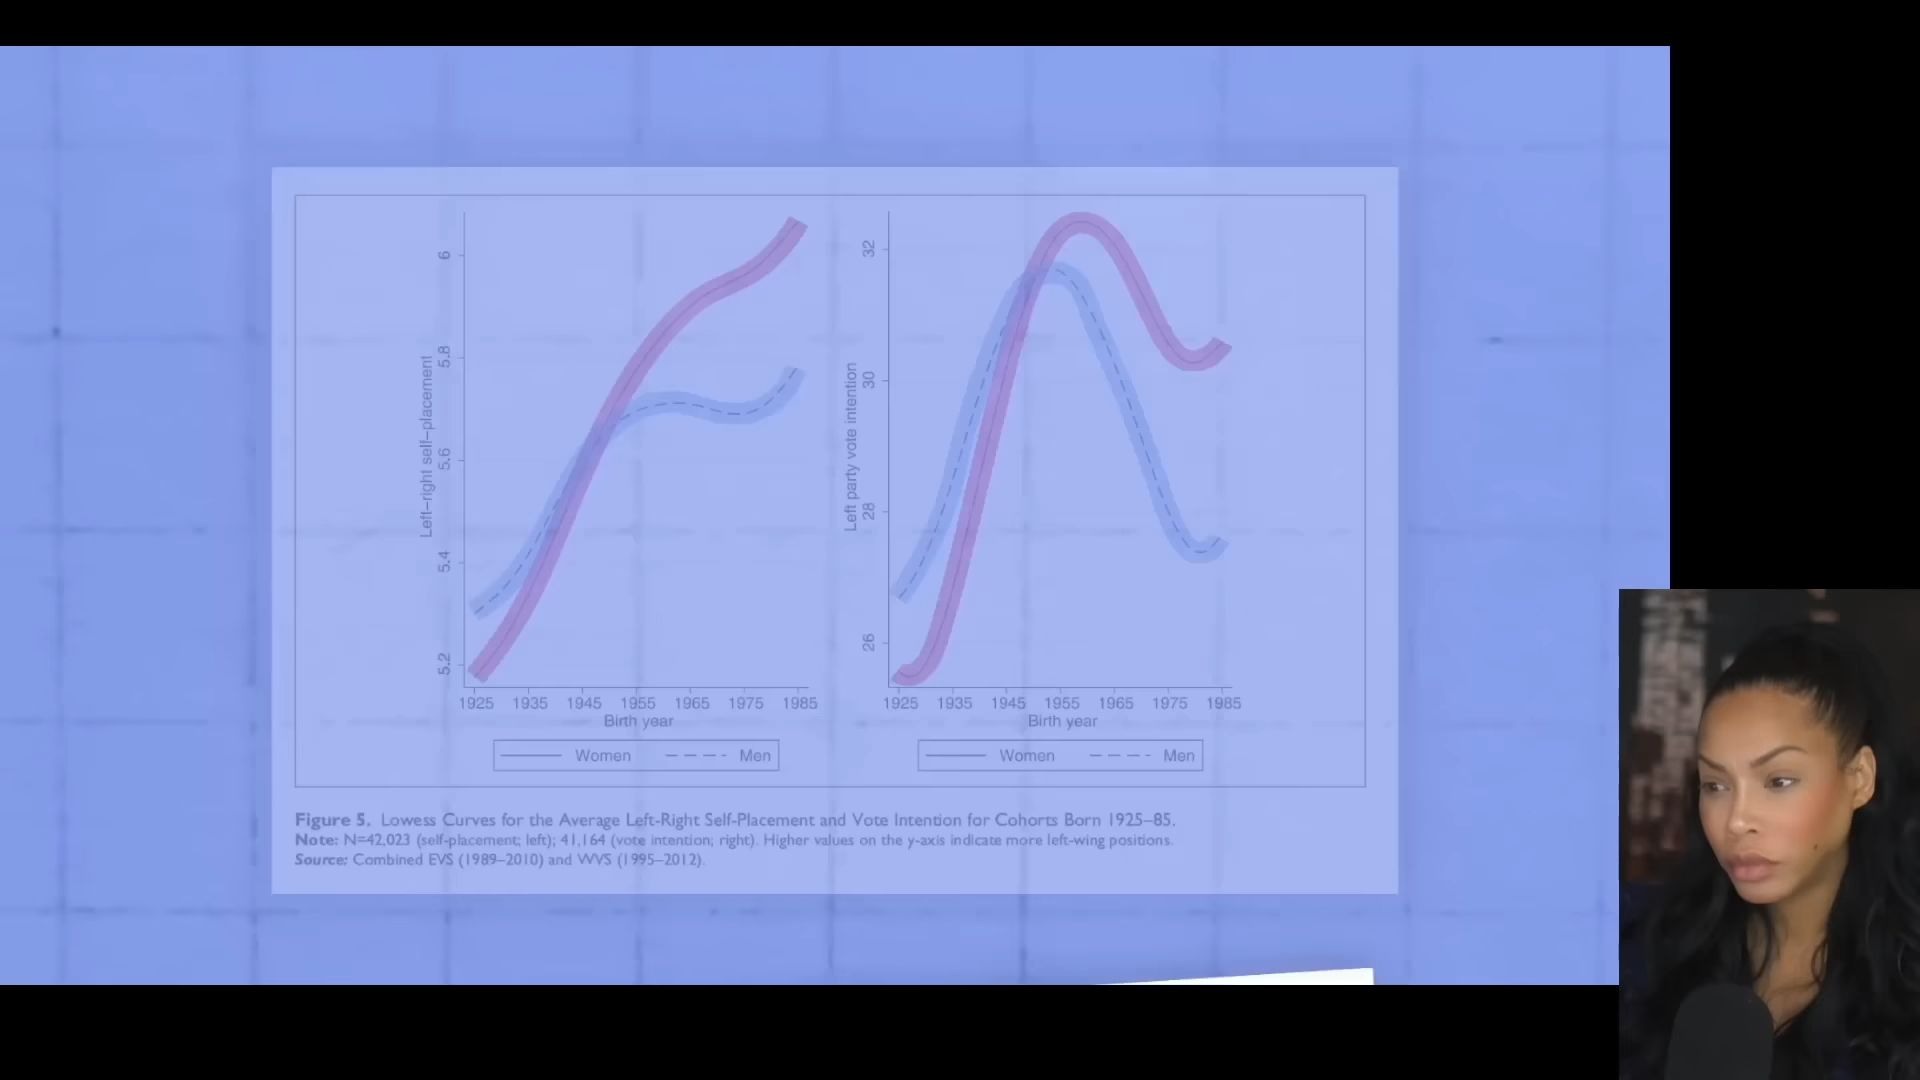 Left-right self-placement
6
5.8
5.6
5.4
5.2
1925 1935 1945 1955 1965 1975 1985
Birth year
Women Men
Left party vote intention
32
30
28
26
1925 1935 1945 1955 1965 1975 1985
Birth year
Women Men
Figure 5. Lowess Curves for the Average Left-Right Self-Placement and Vote Intention for Cohorts Born 1925–85.
Note: N=42,023 (self-placement; left); 41,164 (vote intention; right). Higher values on the y-axis indicate more left-wing positions.
Source: Combined EVS (1989–2010) and WVS (1995–2012).